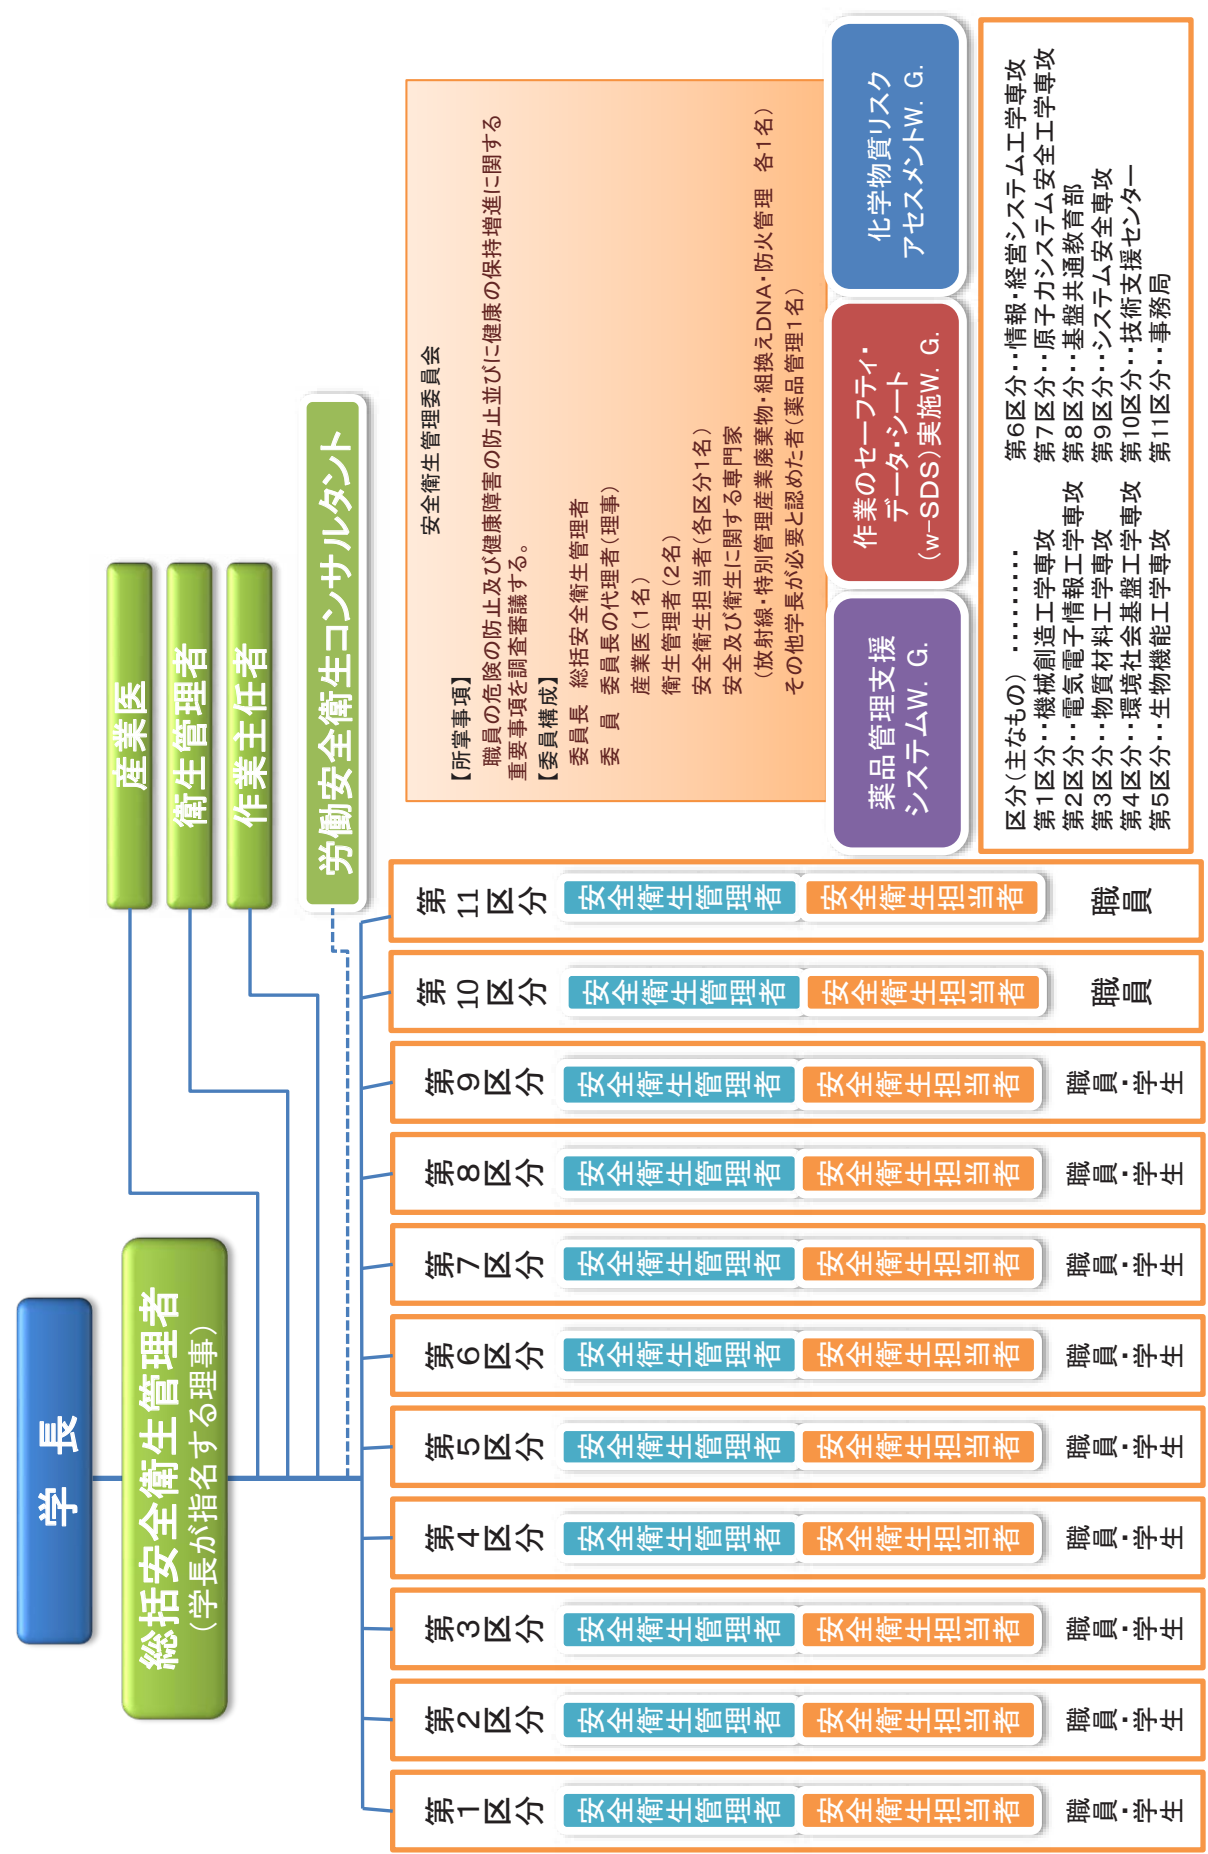 学 長
総括安全衛生管理者
(学長が指名する理事)
産業医
衛生管理者
作業主任者
労働安全衛生コンサルタント
第1区分
安全衛生管理者
安全衛生担当者
職員・学生
第2区分
安全衛生管理者
安全衛生担当者
職員・学生
第3区分
安全衛生管理者
安全衛生担当者
職員・学生
第4区分
安全衛生管理者
安全衛生担当者
職員・学生
第5区分
安全衛生管理者
安全衛生担当者
職員・学生
第6区分
安全衛生管理者
安全衛生担当者
職員・学生
第7区分
安全衛生管理者
安全衛生担当者
職員・学生
第8区分
安全衛生管理者
安全衛生担当者
職員・学生
第9区分
安全衛生管理者
安全衛生担当者
職員・学生
第
10
区分
安全衛生管理者
安全衛生担当者
職員
第
11
区分
安全衛生管理者
安全衛生担当者
職員
安全衛生管理委員会
【所掌事項】
職員の危険の防止及び健康障害の防止並びに健康の保持増進に関する
重要事項を調査審議する。
【委員構成】
委員長 総括安全衛生管理者
委 員 委員長の代理者(理事)
産業医(1名)
衛生管理者(2名)
安全衛生担当者(各区分1名)
安全及び衛生に関する専門家
(放射線・特別管理産業廃棄物・組換えDNA・防火管理 各1名)
その他学長が必要と認めた者(薬品管理1名)
薬品管理支援
システムW. G.
作業のセーフティ・
データ・シート
(w-SDS)実施W. G.
化学物質リスク
アセスメントW. G.
区分(主なもの) ・・・・・・・・・
第1区分・・機械創造工学専攻
第2区分・・電気電子情報工学専攻
第3区分・・物質材料工学専攻
第4区分・・環境社会基盤工学専攻
第5区分・・生物機能工学専攻
第6区分・・情報・経営システム工学専攻
第7区分・・原子力システム安全工学専攻
第8区分・・基盤共通教育部
第9区分・・システム安全専攻
第10区分・・技術支援センター
第11区分・・事務局